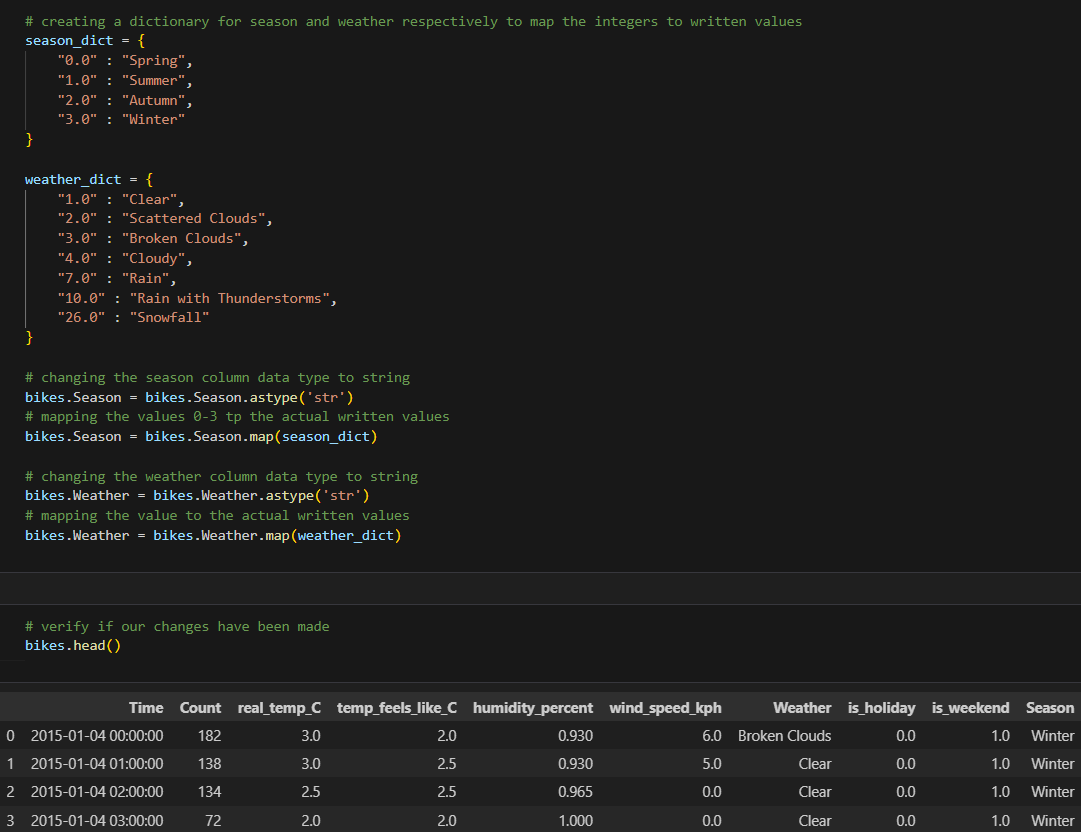 # creating a dictionary for season and weather respectively to map the integers to written values
season_dict = {
    "0.0" : "Spring",
    "1.0" : "Summer",
    "2.0" : "Autumn",
    "3.0" : "Winter"
}
weather_dict = {
    "1.0" : "Clear",
    "2.0" : "Scattered Clouds",
    "3.0" : "Broken Clouds",
    "4.0" : "Cloudy",
    "7.0" : "Rain",
    "10.0" : "Rain with Thunderstorms",
    "26.0" : "Snowfall"
}
# changing the season column data type to string
bikes.Season = bikes.Season.astype('str')
# mapping the values 0-3 tp the actual written values
bikes.Season = bikes.Season.map(season_dict)
# changing the weather column data type to string
bikes.Weather = bikes.Weather.astype('str')
# mapping the value to the actual written values
bikes.Weather = bikes.Weather.map(weather_dict)
# verify if our changes have been made
bikes.head()
Time Count real_temp_C temp_feels_like_C humidity_percent wind_speed_kph Weather is_holiday is_weekend Season
0 2015-01-04 00:00:00 182 3.0 2.0 0.930 6.0 Broken Clouds 0.0 1.0 Winter
1 2015-01-04 01:00:00 138 3.0 2.5 0.930 5.0 Clear 0.0 1.0 Winter
2 2015-01-04 02:00:00 134 2.5 2.5 0.965 0.0 Clear 0.0 1.0 Winter
3 2015-01-04 03:00:00 72 2.0 2.0 1.000 0.0 Clear 0.0 1.0 Winter